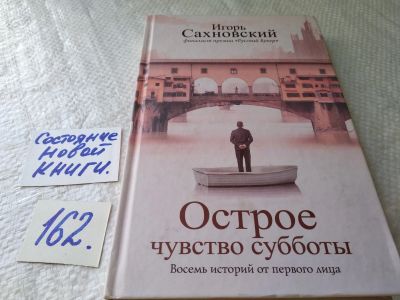 Игорь
Сахновский
финалист премии «Русский Букер»
Состояние
новой
книги.
162.
Острое
чувство субботы
Восемь историй от первого лица